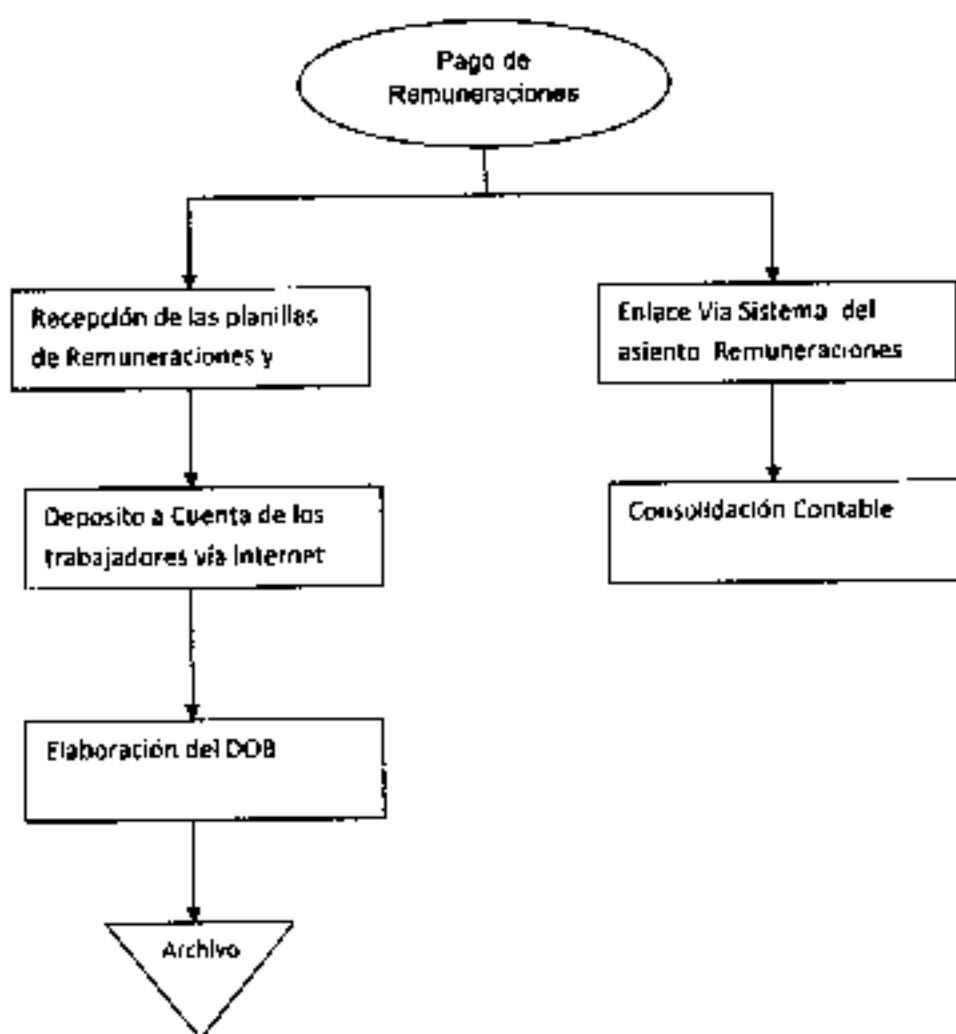 Pago de
Remuneraciones
Recepción de las planillas
de Remuneraciones y
Enlace Via Sistema del
asiento Remuneraciones
Deposito a Cuenta de los
trabajadores vía Internet
Consolidación Contable
Elaboración del DOB
Archivo